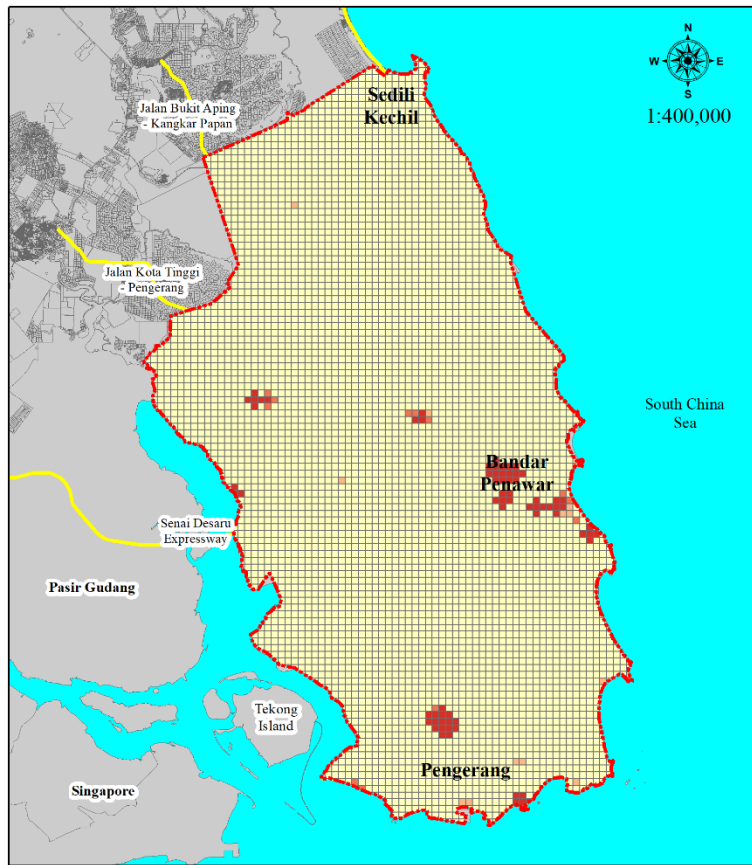 N
W E
S
1:400,000
Sedili
Kechil
Jalan Bukit Aping
- Kangkar Papan
Jalan Kota Tinggi
- Pengerang
South China
Sea
Bandar
Penawar
Senai Desaru
Expressway
Pasir Gudang
Tekong
Island
Pengerang
Singapore